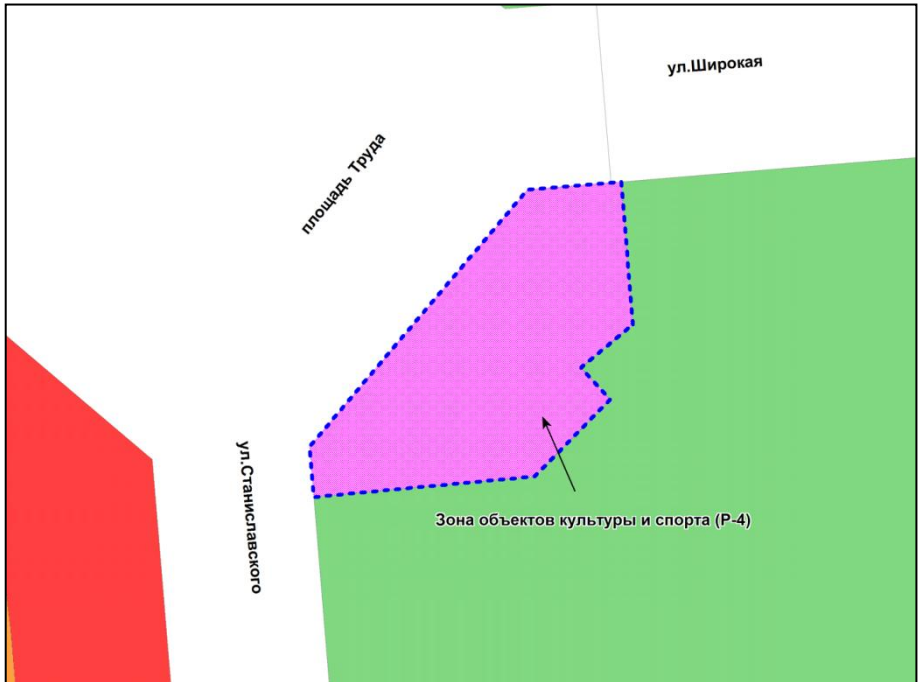 ул.Широкая
площадь Труда
ул.Станиславского
Зона объектов культуры и спорта (Р-4)